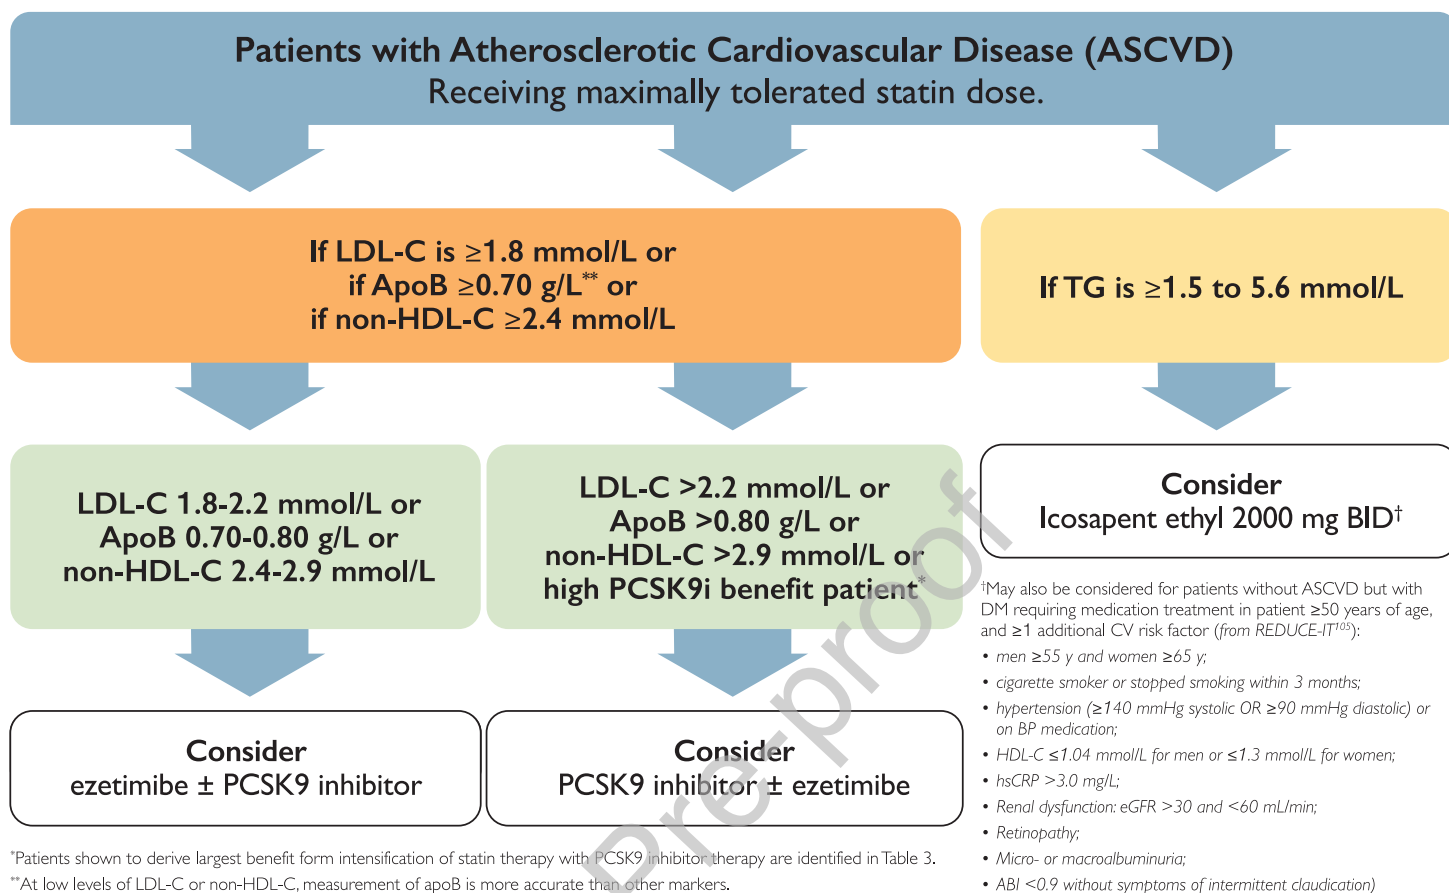 Patients with Atherosclerotic Cardiovascular Disease (ASCVD)
Receiving maximally tolerated statin dose.
If LDL-C is ≥1.8 mmol/L or
if ApoB ≥0.70 g/L** or
if non-HDL-C ≥2.4 mmol/L
If TG is ≥1.5 to 5.6 mmol/L
LDL-C 1.8-2.2 mmol/L or
ApoB 0.70-0.80 g/L or
non-HDL-C 2.4-2.9 mmol/L
LDL-C >2.2 mmol/L or
ApoB >0.80 g/L or
non-HDL-C >2.9 mmol/L or
high PCSK9i benefit patient*
Consider
Icosapent ethyl 2000 mg BID†
Consider
ezetimibe ± PCSK9 inhibitor
Consider
PCSK9 inhibitor ± ezetimibe
†May also be considered for patients without ASCVD but with
DM requiring medication treatment in patient ≥50 years of age,
and ≥1 additional CV risk factor (from REDUCE-IT105):
• men ≥55 y and women ≥65 y;
• cigarette smoker or stopped smoking within 3 months;
• hypertension (≥140 mmHg systolic OR ≥90 mmHg diastolic) or
on BP medication;
• HDL-C ≤1.04 mmol/L for men or ≤1.3 mmol/L for women;
• hsCRP >3.0 mg/L;
• Renal dysfunction: eGFR >30 and <60 mL/min;
• Retinopathy;
• Micro- or macroalbuminuria;
• ABI <0.9 without symptoms of intermittent claudication)
*Patients shown to derive largest benefit form intensification of statin therapy with PCSK9 inhibitor therapy are identified in Table 3.
**At low levels of LDL-C or non-HDL-C, measurement of apoB is more accurate than other markers.
Pre-proof